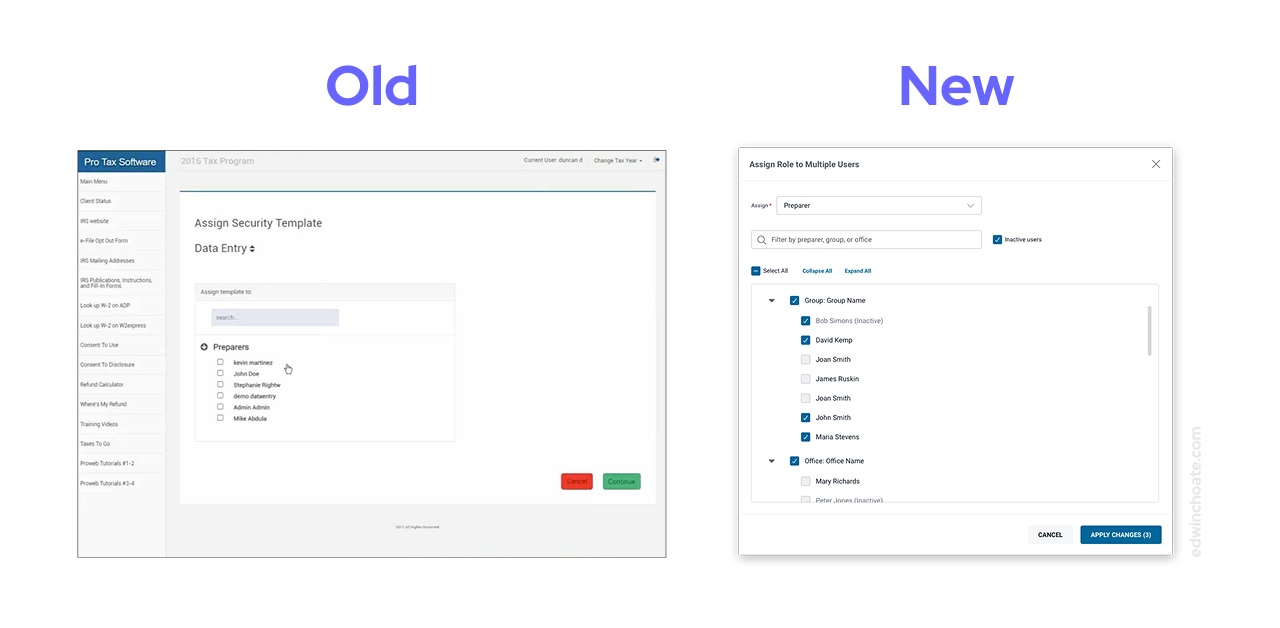 Old
New
Pro Tax Software
2016 Tax Program
Current User: duncan d
Change Tax Year
Main Menu
Client Status
IRS website
e-File Opt Out Form
IRS Mailing Addresses
IRS Publications, Instructions,
and Fill-In Forms
Look up W-2 on ADP
Look up W-2 on W2express
Consent To Use
Consent To Disclosure
Refund Calculator
Where's My Refund
Training Videos
Taxes To Go
Proweb Tutorials #1-2
Proweb Tutorials #3-4
Assign Security Template
Data Entry
Assign template to:
search..
Preparers
kevin martinez
John Doe
Stephanie Rightw
demo dataentry
Admin Admin
Mike Abdula
Cancel
Continue
All Rights Reserved
Assign Role to Multiple Users
Assign*
Preparer
Filter by preparer, group, or office
Inactive users
Select All
Collapse All
Expand All
Group: Group Name
Bob Simons (Inactive)
David Kemp
Joan Smith
James Ruskin
Joan Smith
John Smith
Maria Stevens
Office: Office Name
Mary Richards
Peter Jones (Inactive)
CANCEL
APPLY CHANGES (3)
edwinchoate.com